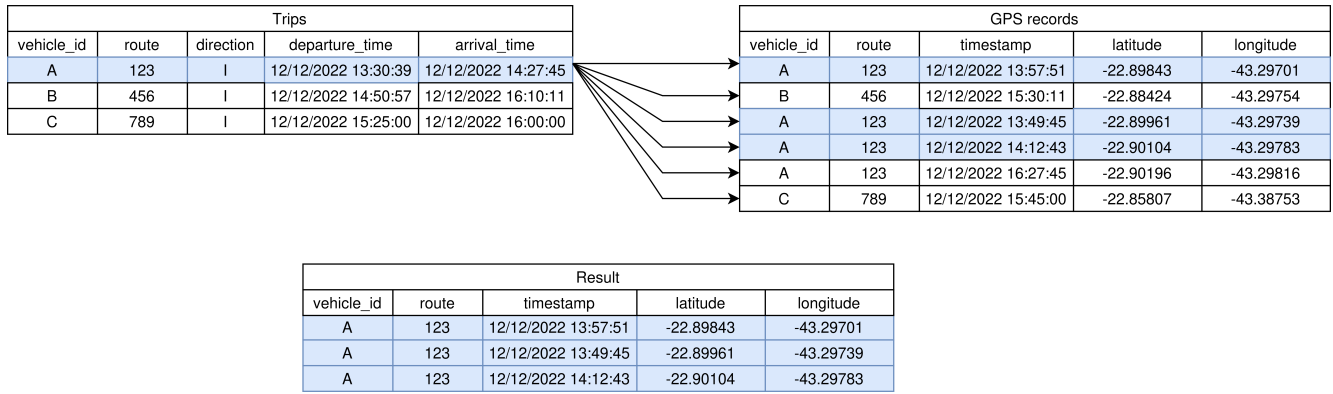 Trips
vehicle_id route direction departure_time arrival_time
A 123 I 12/12/2022 13:30:39 12/12/2022 14:27:45
B 456 I 12/12/2022 14:50:57 12/12/2022 16:10:11
C 789 I 12/12/2022 15:25:00 12/12/2022 16:00:00
GPS records
vehicle_id route timestamp latitude longitude
A 123 12/12/2022 13:57:51 -22.89843 -43.29701
B 456 12/12/2022 15:30:11 -22.88424 -43.29754
A 123 12/12/2022 13:49:45 -22.89961 -43.29739
A 123 12/12/2022 14:12:43 -22.90104 -43.29783
A 123 12/12/2022 16:27:45 -22.90196 -43.29816
C 789 12/12/2022 15:45:00 -22.85807 -43.38753
Result
vehicle_id route timestamp latitude longitude
A 123 12/12/2022 13:57:51 -22.89843 -43.29701
A 123 12/12/2022 13:49:45 -22.89961 -43.29739
A 123 12/12/2022 14:12:43 -22.90104 -43.29783